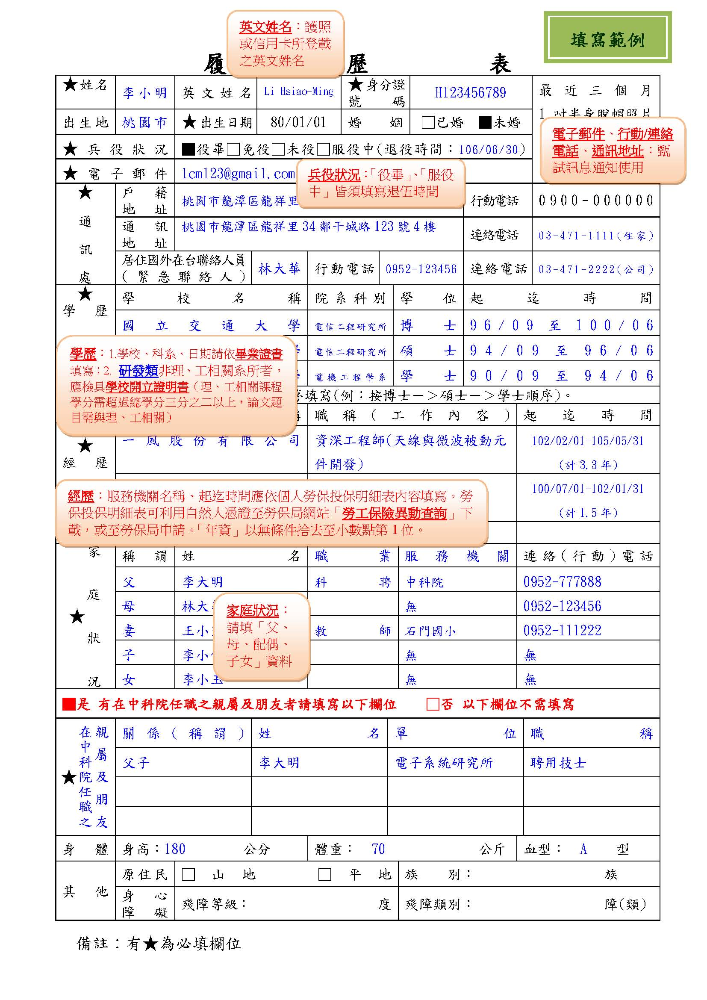 填寫範例
英文姓名：護照
或信用卡所登載
之英文姓名
履 歷 表
★姓名 李小明 英文姓名 Li Hsiao-Ming ★身分證號碼 H123456789 最近三個月
1 吋半身脫帽照片
出生地 桃園市 ★出生日期 80/01/01 婚姻 □已婚 ■未婚
電子郵件、行動/連絡
電話、通訊地址：甄
試訊息通知使用
★兵役狀況 ■役畢□免役□未役□服役中(退役時間：106/06/30)
★電子郵件 lcm123@gmail.com
兵役狀況：「役畢」、「服役
中」皆須填寫退伍時間
★通訊處 戶籍地址 桃園市龍潭區龍祥里 行動電話 0900-000000
通訊地址 桃園市龍潭區龍祥里 34 鄰干城路 123 號 4 樓 連絡電話 03-471-1111(住家)
居住國外在台聯絡人員
(緊急聯絡人) 林大華 行動電話 0952-123456 連絡電話 03-471-2222(公司)
★學歷 學校名稱 院系科別 學位 起迄時間
國立交通大學 電信工程研究所 博士 96/09 至 100/06
電信工程研究所 碩士 94/09 至 96/06
電機工程學系 學士 90/09 至 94/06
學歷：1.學校、科系、日期請依畢業證書
填寫；2. 研發類非理、工相關系所者，
應檢具學校開立證明書（理、工相關課程
學分需超過總學分三分之二以上，論文題
目需與理、工相關）
序填寫(例：按博士－＞碩士－＞學士順序)。
稱 職稱(工作內容) 起迄時間
★經歷 一風股份有限公司 資深工程師(天線與微波被動元 102/02/01-105/05/31
件開發) (計 3.3 年)
100/07/01-102/01/31
(計 1.5 年)
經歷：服務機關名稱、起迄時間應依個人勞保投保明細表內容填寫。勞
保投保明細表可利用自然人憑證至勞保局網站「勞工保險異動查詢」下
載，或至勞保局申請。「年資」以無條件捨去至小數點第 1 位。
★家庭狀況 稱謂 姓名 職業 服務機關 連絡(行動)電話
父 李大明 科聘 中科院 0952-777888
母 林大 無 0952-123456
妻 王小 教師 石門國小 0952-111222
子 李小 無 無
女 李小玉 無 無
家庭狀況：
請填「父、
母、配偶、
子女」資料
■是 有在中科院任職之親屬及朋友者請填寫以下欄位 □否 以下欄位不需填寫
★在中科院任職之親屬及朋友 關係(稱謂) 姓名 單位 職稱
父子 李大明 電子系統研究所 聘用技士
身體 身高：180 公分 體重： 70 公斤 血型： A 型
其他 原住民 □ 山地 □ 平地 族別： 族
身心障礙 殘障等級： 度 殘障類別： 障(類)
備註：有★為必填欄位